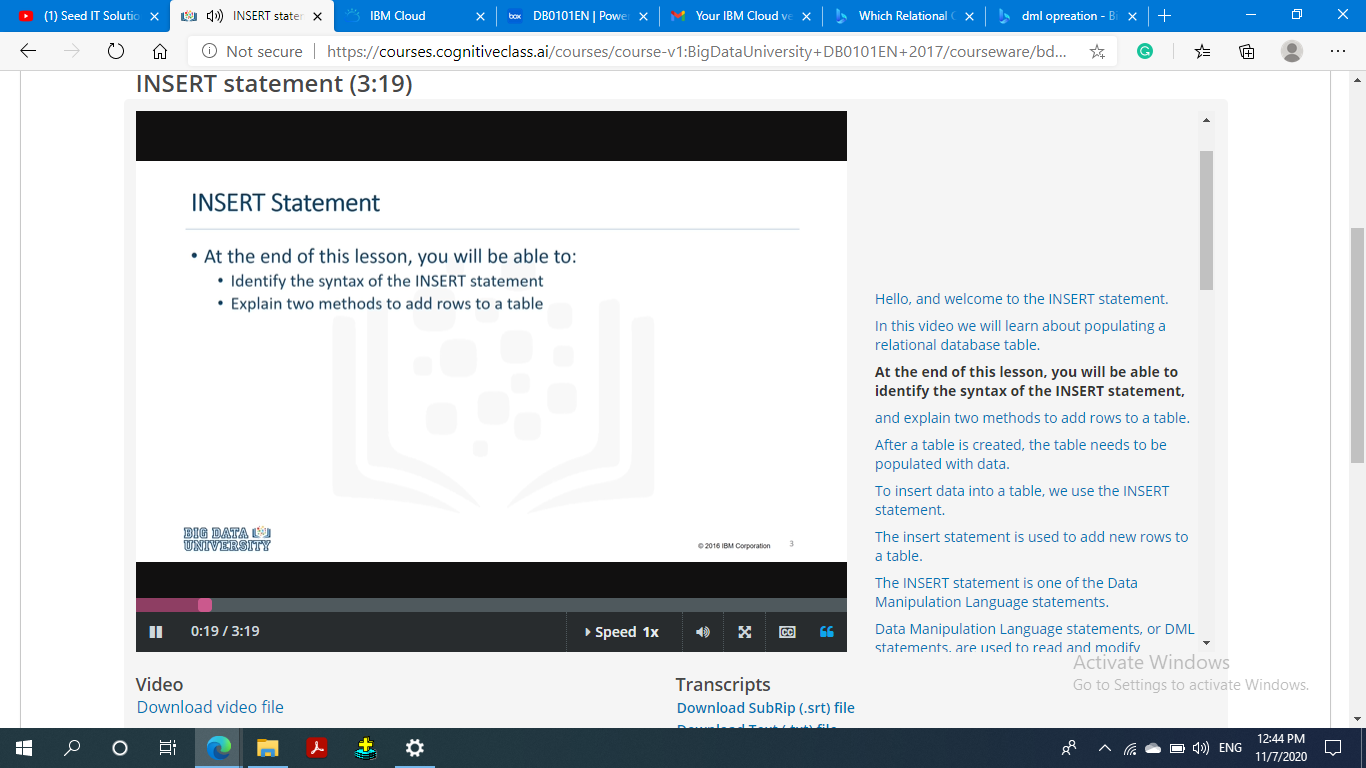 (1) Seed IT Solutio
INSERT stater
IBM Cloud
box DB0101EN | Power
Your IBM Cloud ve
Which Relational
dml opreation - Bi
Not secure | https://courses.cognitiveclass.ai/courses/course-v1:BigDataUniversity+DB0101EN+2017/courseware/bd...
INSERT statement (3:19)
INSERT Statement
• At the end of this lesson, you will be able to:
• Identify the syntax of the INSERT statement
• Explain two methods to add rows to a table
BIG DATA
UNIVERSITY
© 2016 IBM Corporation 3
0:19 / 3:19
Speed 1x
CC
Hello, and welcome to the INSERT statement.
In this video we will learn about populating a
relational database table.
At the end of this lesson, you will be able to
identify the syntax of the INSERT statement,
and explain two methods to add rows to a table.
After a table is created, the table needs to be
populated with data.
To insert data into a table, we use the INSERT
statement.
The insert statement is used to add new rows to
a table.
The INSERT statement is one of the Data
Manipulation Language statements.
Data Manipulation Language statements, or DML
statements, are used to read and modify
Activate Windows
Go to Settings to activate Windows.
Video
Download video file
Transcripts
Download SubRip (.srt) file
Download Text (.txt) file
ENG
12:44 PM
11/7/2020